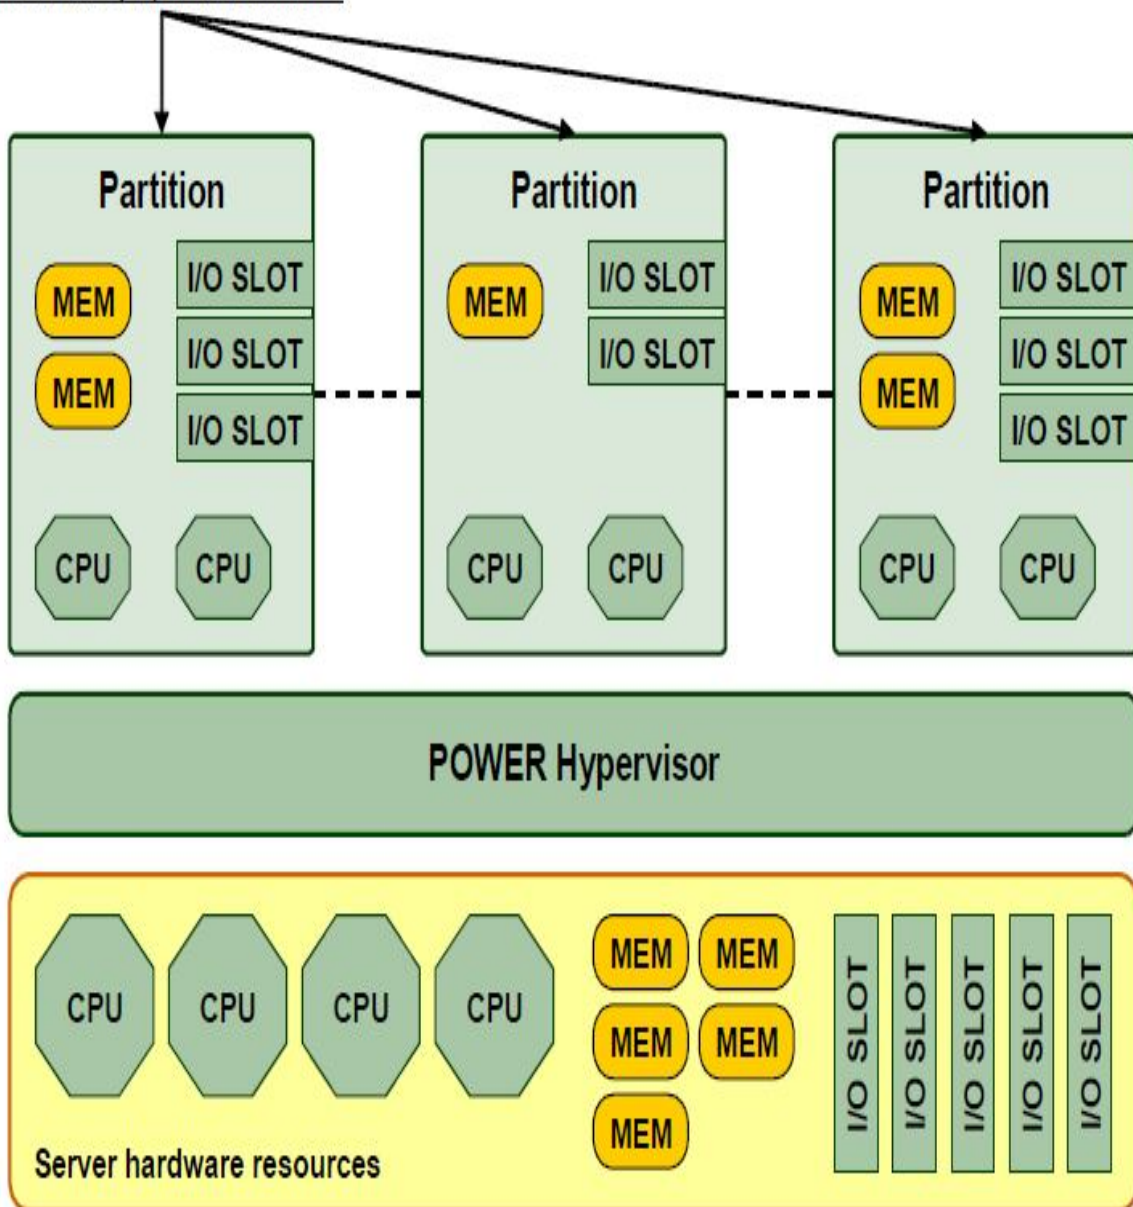 Partition
MEM
MEM
I/O SLOT
I/O SLOT
I/O SLOT
CPU CPU
Partition
MEM
I/O SLOT
I/O SLOT
CPU CPU
Partition
MEM
MEM
I/O SLOT
I/O SLOT
I/O SLOT
CPU CPU
POWER Hypervisor
CPU CPU CPU CPU
MEM MEM
MEM MEM
MEM
I/O SLOT
I/O SLOT
I/O SLOT
I/O SLOT
I/O SLOT
Server hardware resources